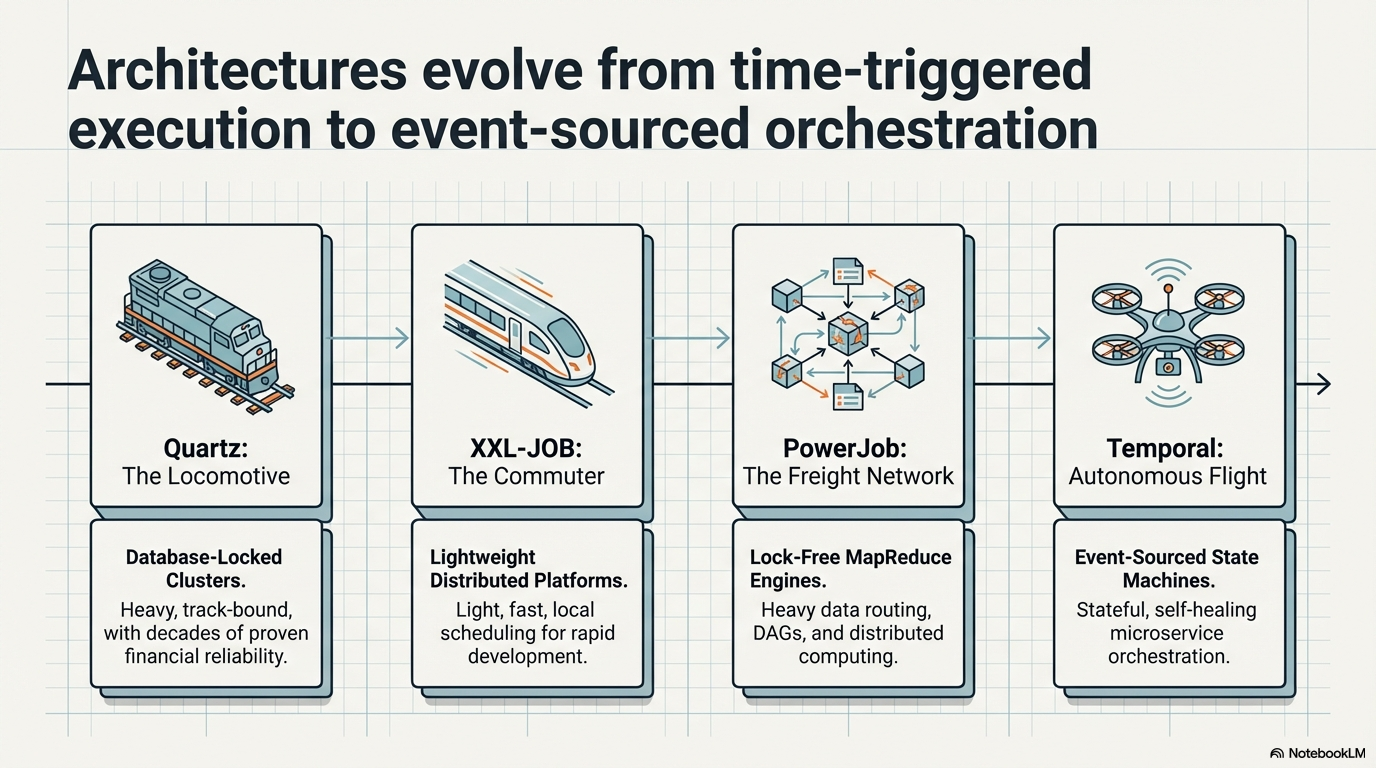 Architectures evolve from time-triggered
execution to event-sourced orchestration
Quartz:
The Locomotive
Database-Locked
Clusters.
Heavy, track-bound,
with decades of proven
financial reliability.
XXL-JOB:
The Commuter
Lightweight
Distributed Platforms.
Light, fast, local
scheduling for rapid
development.
PowerJob:
The Freight Network
Lock-Free MapReduce
Engines.
Heavy data routing,
DAGs, and distributed
computing.
Temporal:
Autonomous Flight
Event-Sourced State
Machines.
Stateful, self-healing
microservice
orchestration.
NotebookLM